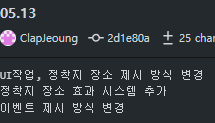 05.13
ClapJeoung 2d1e80a ± 25 chan
UI작업, 정착지 장소 제시 방식 변경
정착지 장소 효과 시스템 추가
이벤트 제시 방식 변경